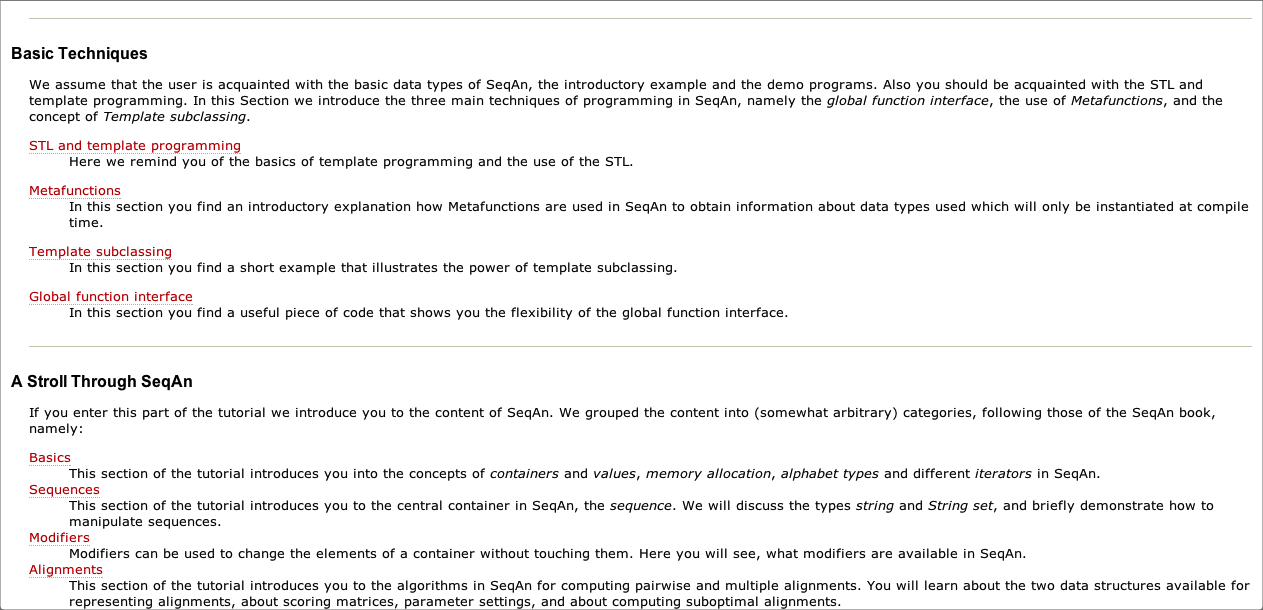 Basic Techniques
We assume that the user is acquainted with the basic data types of SeqAn, the introductory example and the demo programs. Also you should be acquainted with the STL and
template programming. In this Section we introduce the three main techniques of programming in SeqAn, namely the global function interface, the use of Metafunctions, and the
concept of Template subclassing.
STL and template programming
Here we remind you of the basics of template programming and the use of the STL.
Metafunctions
In this section you find an introductory explanation how Metafunctions are used in SeqAn to obtain information about data types used which will only be instantiated at compile
time.
Template subclassing
In this section you find a short example that illustrates the power of template subclassing.
Global function interface
In this section you find a useful piece of code that shows you the flexibility of the global function interface.
A Stroll Through SeqAn
If you enter this part of the tutorial we introduce you to the content of SeqAn. We grouped the content into (somewhat arbitrary) categories, following those of the SeqAn book,
namely:
Basics
This section of the tutorial introduces you into the concepts of containers and values, memory allocation, alphabet types and different iterators in SeqAn.
Sequences
This section of the tutorial introduces you to the central container in SeqAn, the sequence. We will discuss the types string and String set, and briefly demonstrate how to
manipulate sequences.
Modifiers
Modifiers can be used to change the elements of a container without touching them. Here you will see, what modifiers are available in SeqAn.
Alignments
This section of the tutorial introduces you to the algorithms in SeqAn for computing pairwise and multiple alignments. You will learn about the two data structures available for
representing alignments, about scoring matrices, parameter settings, and about computing suboptimal alignments.